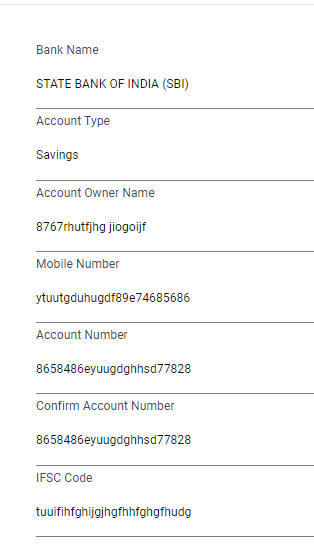 Bank Name
STATE BANK OF INDIA (SBI)
Account Type
Savings
Account Owner Name
8767rhutfjhg jiogoijf
Mobile Number
ytuutgduhugdf89e74685686
Account Number
8658486eyuugdghhsd77828
Confirm Account Number
8658486eyuugdghhsd77828
IFSC Code
tuuifihfghijgjhgfhhfghgfhudg